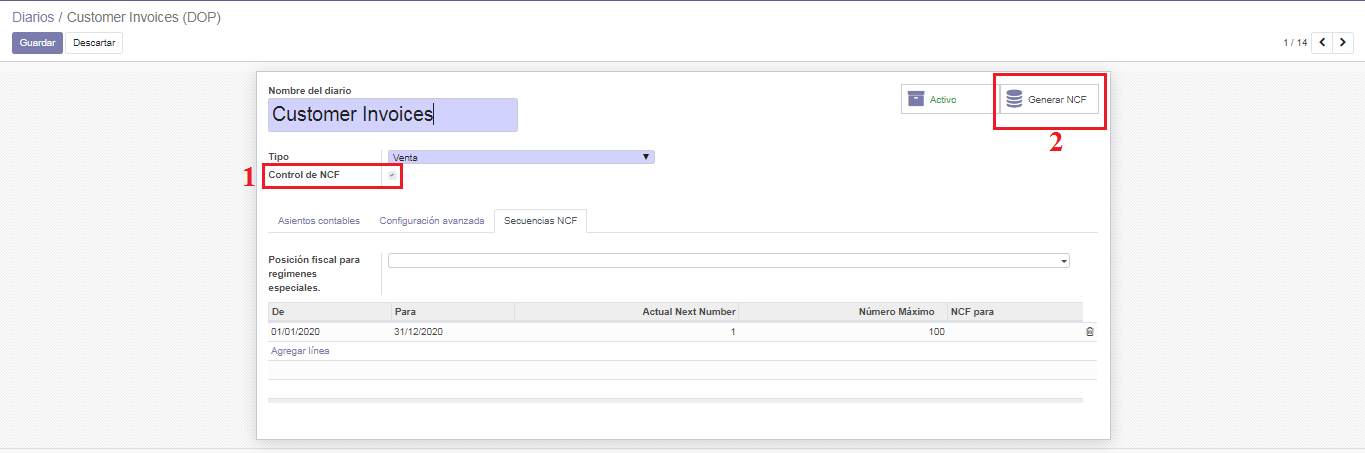 Diarios / Customer Invoices (DOP)
Guardar Descartar
1 / 14
Nombre del diario
Customer Invoices
Activo
Generar NCF
2
Tipo
Venta
1
Control de NCF
Asientos contables Configuración avanzada Secuencias NCF
Posición fiscal para
regímenes
especiales.
De Para Actual Next Number Número Máximo NCF para
01/01/2020 31/12/2020 1 100
Agregar línea